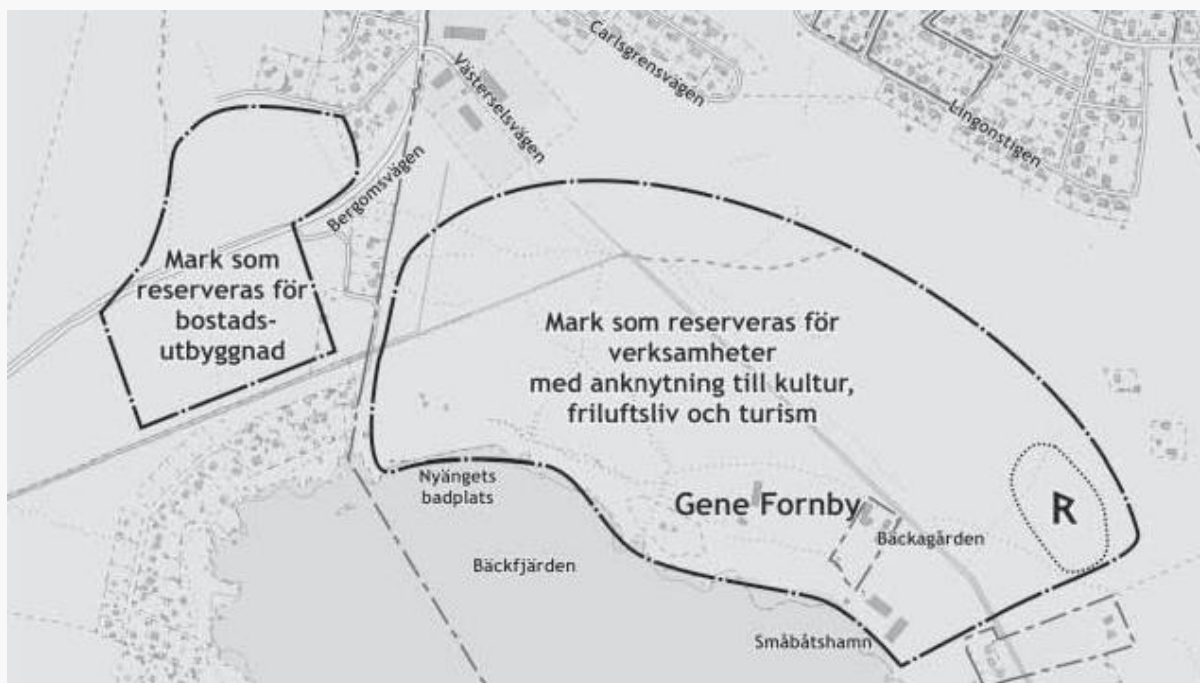 Carlsgrensvägen
Västerselsvägen
Lingonstigen
Bergomsvägen
Mark som
reserveras för
bostads-
utbyggnad
Mark som reserveras för
verksamheter
med anknytning till kultur,
friluftsliv och turism
Nyängets
badplats
Gene Fornby
R
Bäckagården
Bäckfjärden
Småbåtshamn